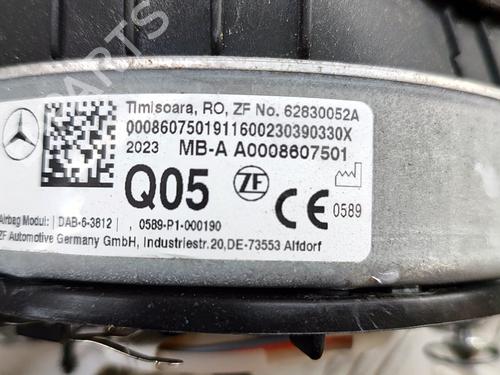 Timisoara, RO, ZF No. 62830052A
00086075019116002303903​30X
2023 MB-A A0008607501
Q05 ZF CE 0589
Airbag Modul: DAB-6-3812 , 0589-P1-000190
ZF Automotive Germany GmbH, Industriestr.20,DE-73553 Alfdorf